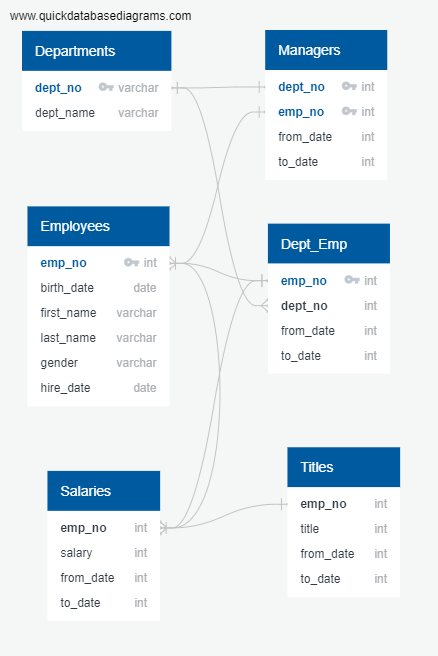 www.quickdatabasediagrams.com
Departments
dept_no varchar
dept_name varchar
Managers
dept_no int
emp_no int
from_date int
to_date int
Employees
emp_no int
birth_date date
first_name varchar
last_name varchar
gender varchar
hire_date date
Dept_Emp
emp_no int
dept_no int
from_date int
to_date int
Salaries
emp_no int
salary int
from_date int
to_date int
Titles
emp_no int
title int
from_date int
to_date int